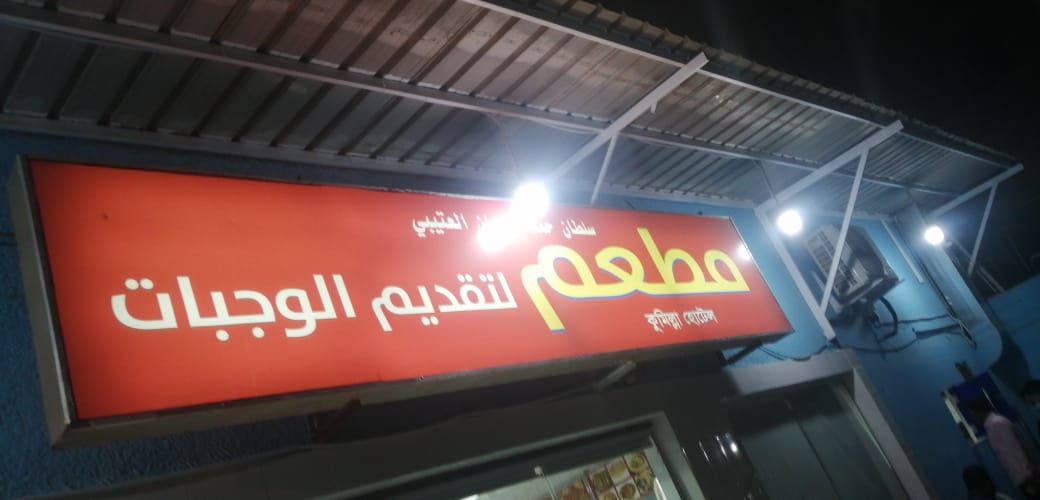 سلطان العتيبي
مطعم لتقديم الوجبات
কুমিল্লা হোটেল